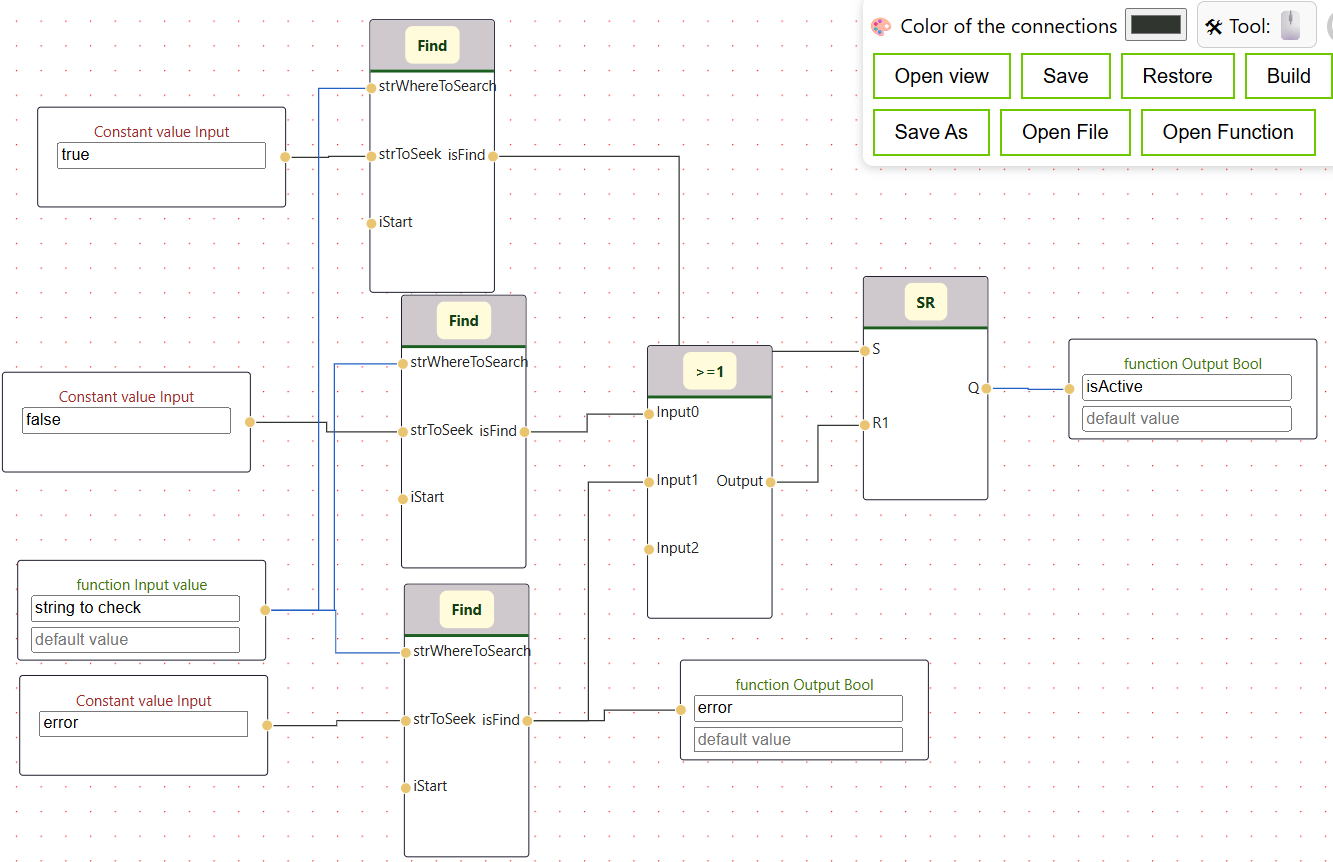 Color of the connections
Tool:
Open view
Save
Restore
Build
Save As
Open File
Open Function
Find
strWhereToSearch
strToSeek
isFind
iStart
Constant value Input
true
Find
strWhereToSearch
strToSeek
isFind
iStart
Constant value Input
false
>=1
Input0
Input1
Output
Input2
SR
S
Q
R1
function Output Bool
isActive
default value
function Input value
string to check
default value
Find
strWhereToSearch
strToSeek
isFind
iStart
Constant value Input
error
function Output Bool
error
default value